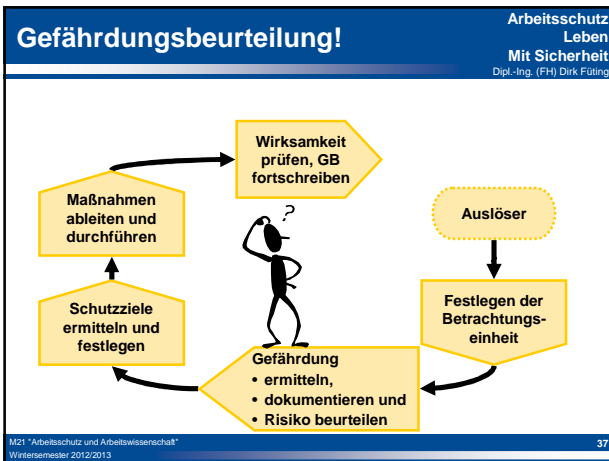 Gefährdungsbeurteilung!
Arbeitsschutz
Leben
Mit Sicherheit
Dipl.-Ing. (FH) Dirk Füting
Auslöser
Festlegen der
Betrachtungs-
einheit
Gefährdung
• ermitteln,
• dokumentieren und
• Risiko beurteilen
Schutzziele
ermitteln und
festlegen
Maßnahmen
ableiten und
durchführen
Wirksamkeit
prüfen, GB
fortschreiben
?
M21 "Arbeitsschutz und Arbeitswissenschaft"
Wintersemester 2012/2013
37